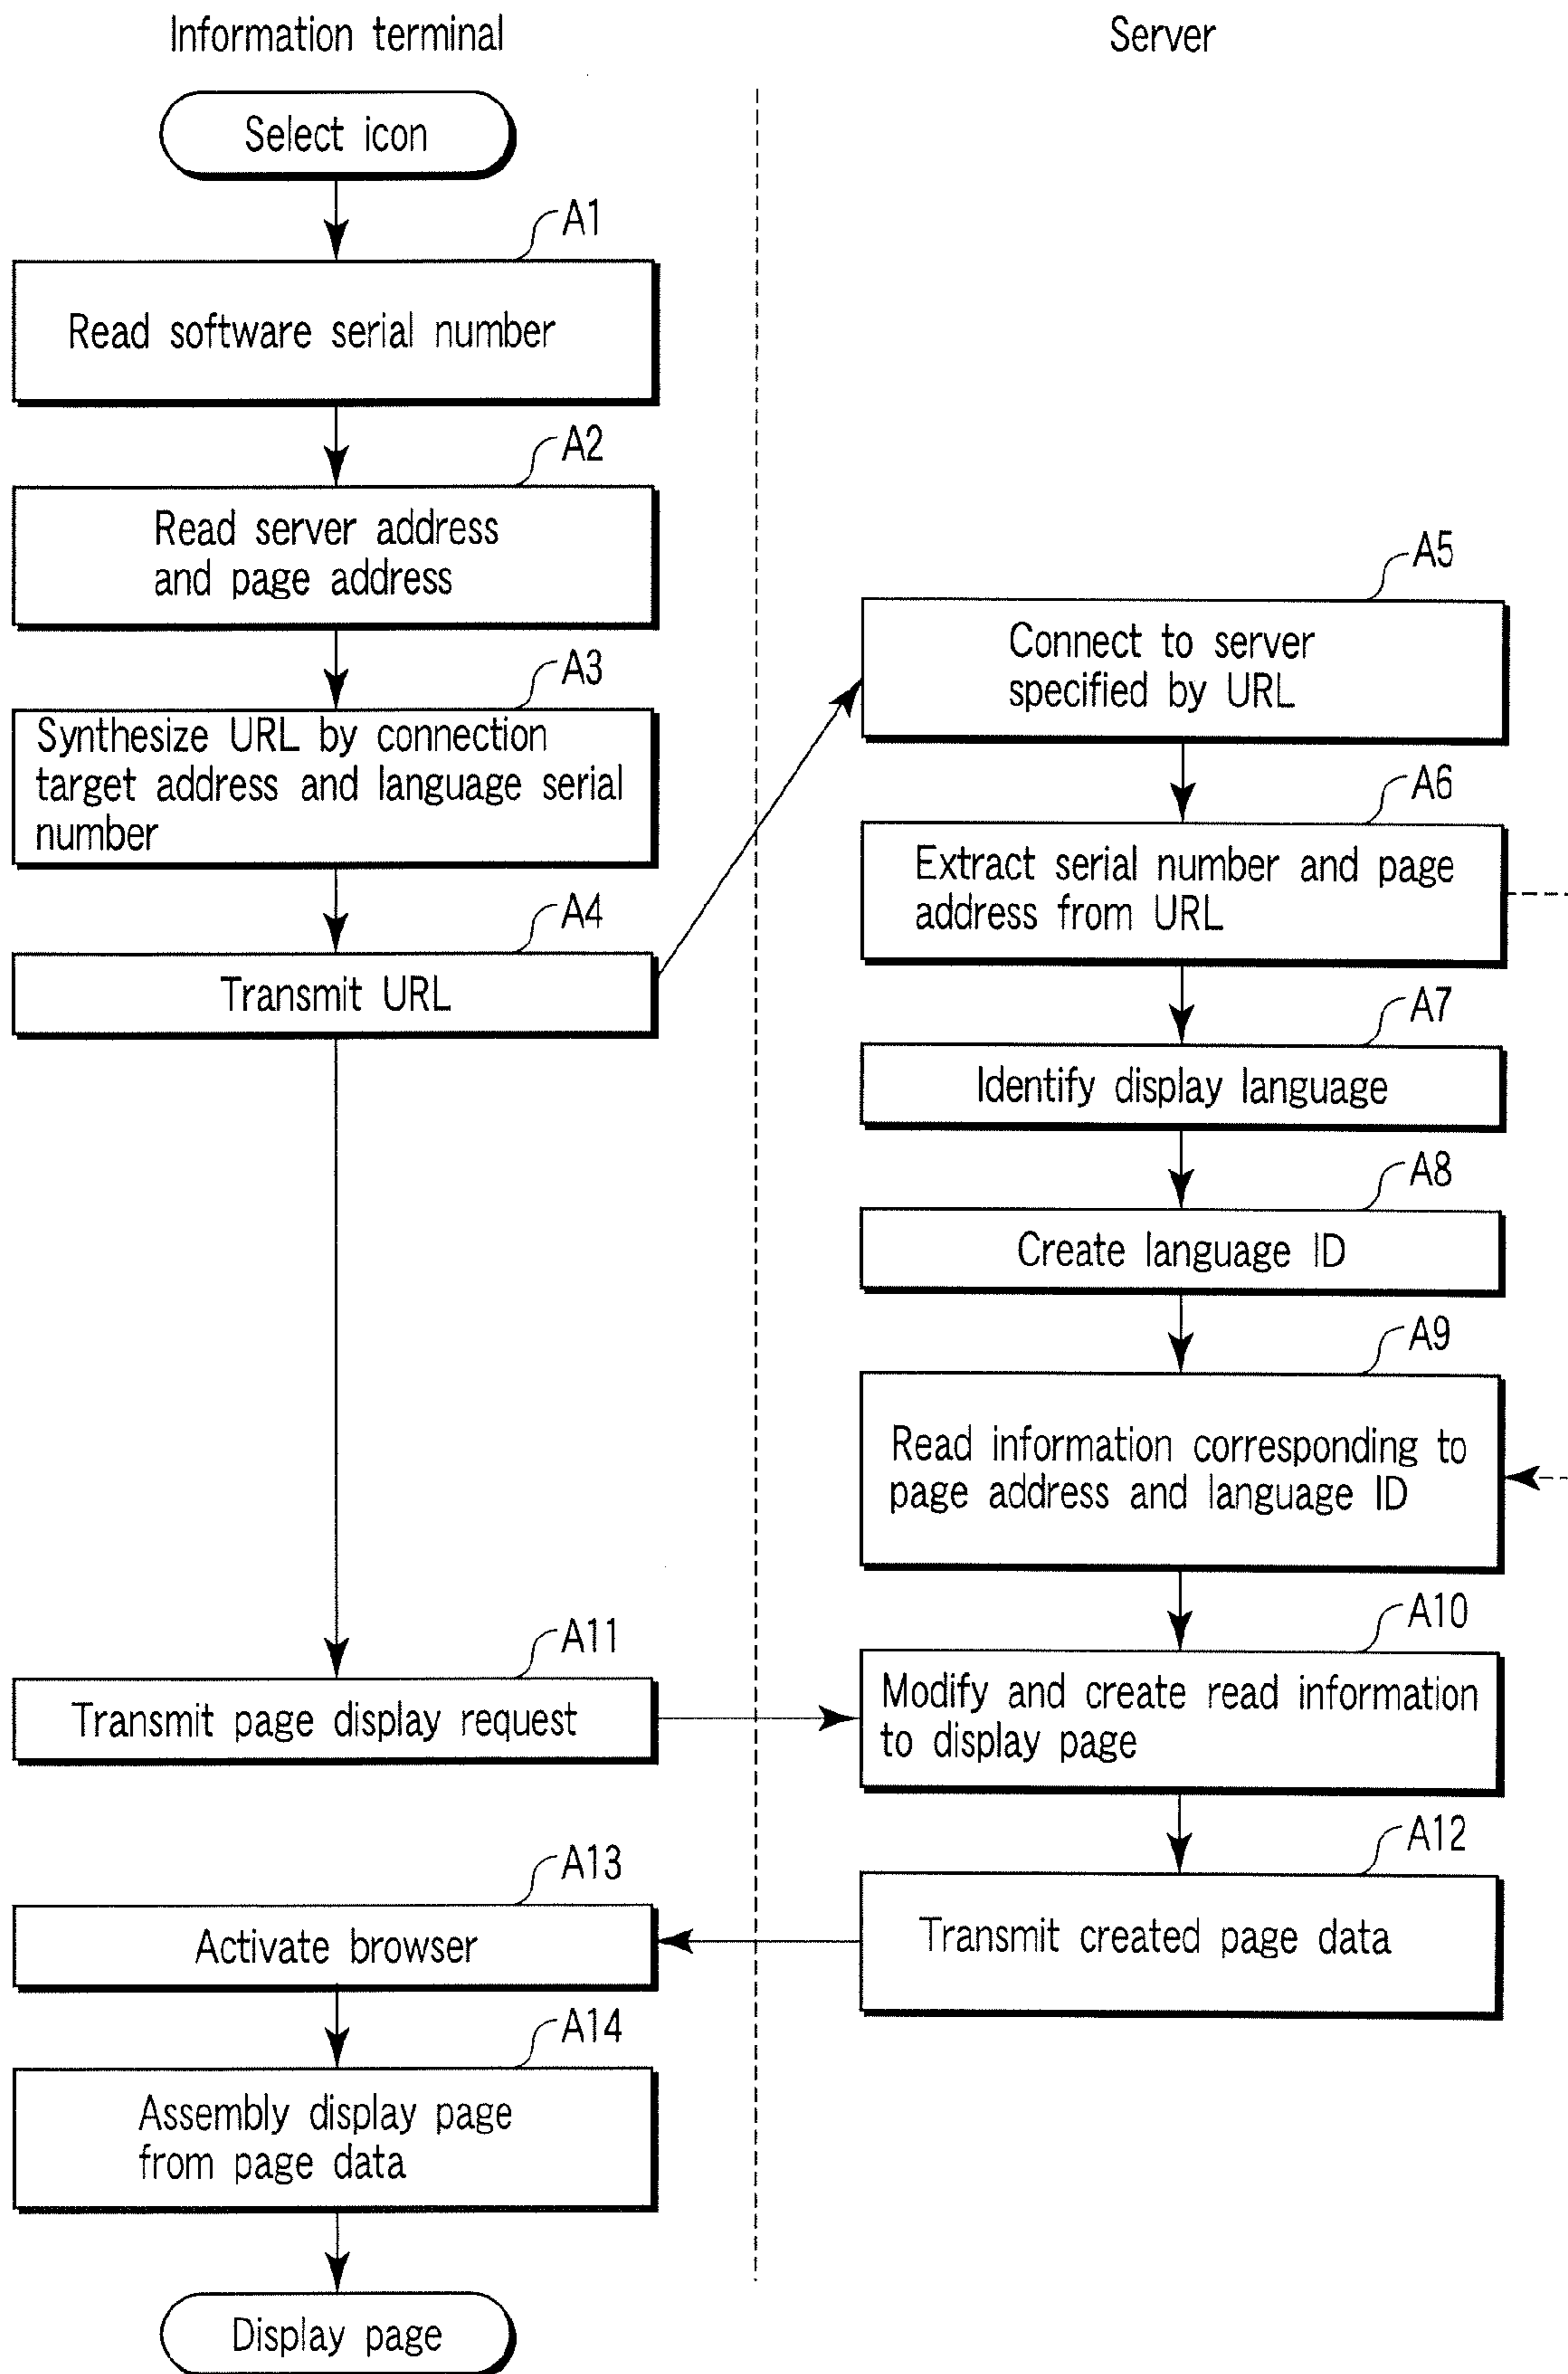 Information terminal
Server
Select icon
A1
Read software serial number
A2
Read server address
and page address
A3
Synthesize URL by connection
target address and language serial
number
A4
Transmit URL
A5
Connect to server
specified by URL
A6
Extract serial number and page
address from URL
A7
Identify display language
A8
Create language ID
A9
Read information corresponding to
page address and language ID
A10
Modify and create read information
to display page
A11
Transmit page display request
A12
Transmit created page data
A13
Activate browser
A14
Assembly display page
from page data
Display page